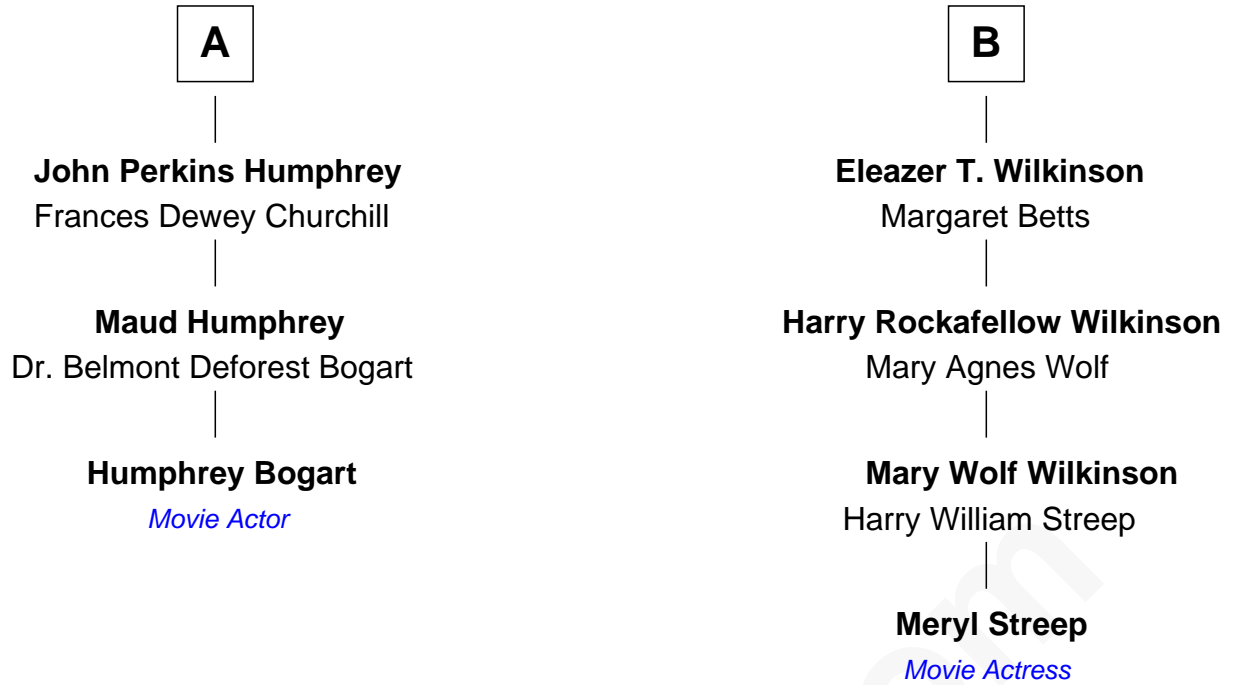 A
John Perkins Humphrey
Frances Dewey Churchill
Maud Humphrey
Dr. Belmont Deforest Bogart
Humphrey Bogart
Movie Actor
B
Eleazer T. Wilkinson
Margaret Betts
Harry Rockafellow Wilkinson
Mary Agnes Wolf
Mary Wolf Wilkinson
Harry William Streep
Meryl Streep
Movie Actress